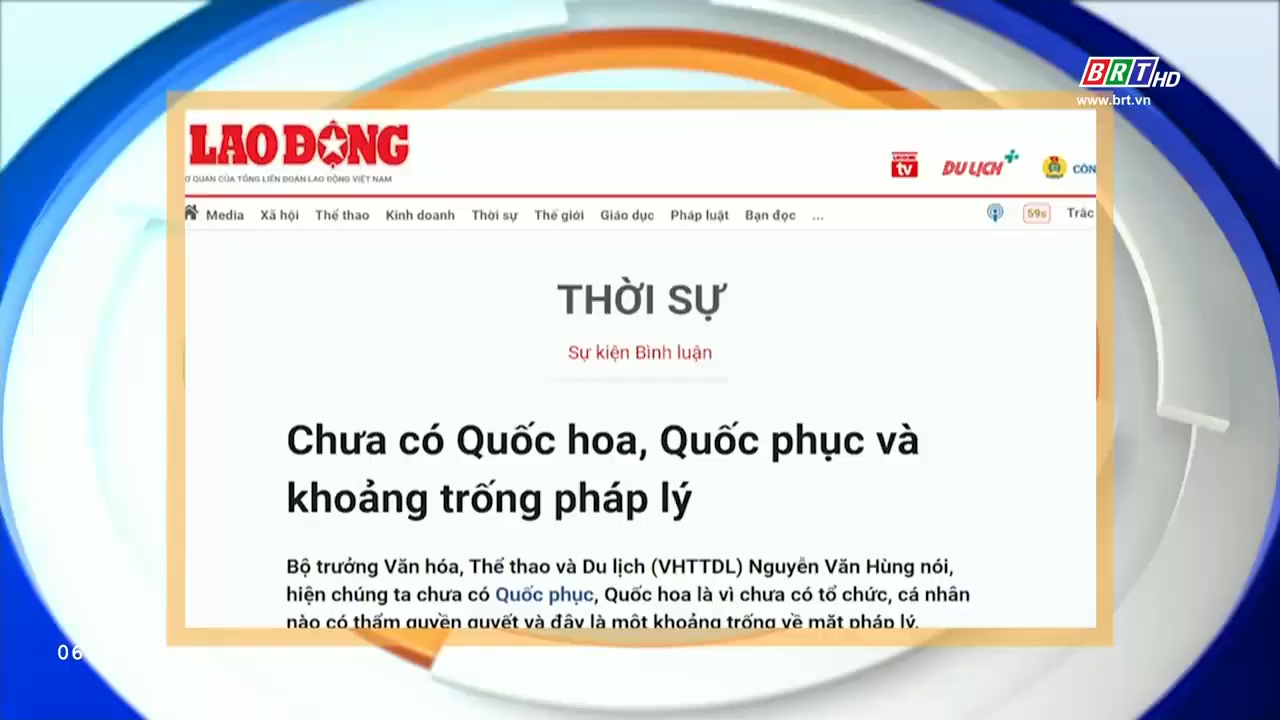 BRT HD
www.brt.vn
LAO ĐỘNG
Ơ QUAN CỦA TỔNG LIÊN ĐOÀN LAO ĐỘNG VIỆT NAM
tv DU LỊCH+ CÔN
Media Xã hội Thể thao Kinh doanh Thời sự Thế giới Giáo dục Pháp luật Bạn đọc ... 59s Trắc
THỜI SỰ
Sự kiện Bình luận
Chưa có Quốc hoa, Quốc phục và
khoảng trống pháp lý
Bộ trưởng Văn hóa, Thể thao và Du lịch (VHTTDL) Nguyễn Văn Hùng nói,
hiện chúng ta chưa có Quốc phục, Quốc hoa là vì chưa có tổ chức, cá nhân
nào có thẩm quyền quyết và đây là một khoảng trống về mặt pháp lý.
06